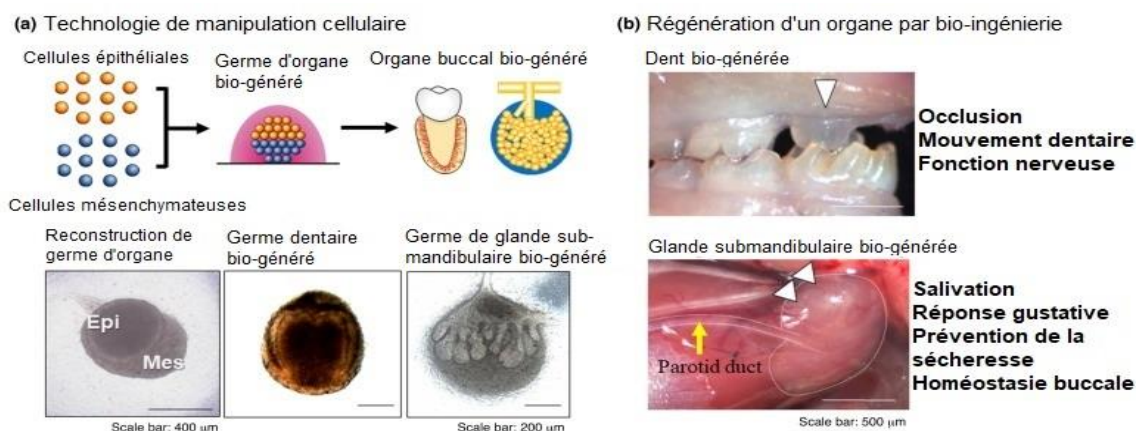 (a) Technologie de manipulation cellulaire
Cellules épithéliales
Germe d'organe
bio-généré
Organe buccal bio-généré
Cellules mésenchymateuses
Reconstruction de
germe d'organe
Germe dentaire
bio-généré
Germe de glande sub-
mandibulaire bio-généré
Epi
Mes
Scale bar: 400 μm
Scale bar: 200 μm
(b) Régénération d'un organe par bio-ingénierie
Dent bio-générée
Occlusion
Mouvement dentaire
Fonction nerveuse
Glande submandibulaire bio-générée
Parotid duct
Salivation
Réponse gustative
Prévention de la
sécheresse
Homéostasie buccale
Scale bar: 500 μm